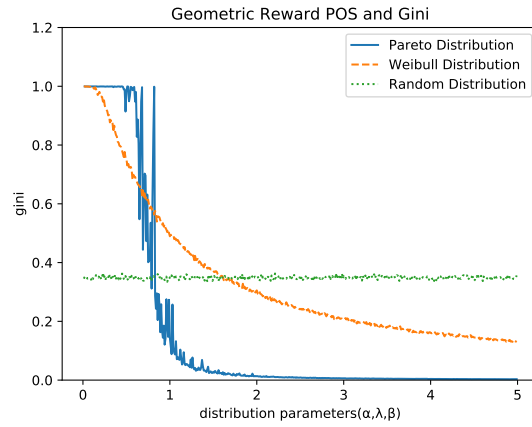 Geometric Reward POS and Gini
1.2
1.0
0.8
0.6
0.4
0.2
0.0
gini
Pareto Distribution
Weibull Distribution
Random Distribution
0 1 2 3 4 5
distribution parameters(α,λ,β)